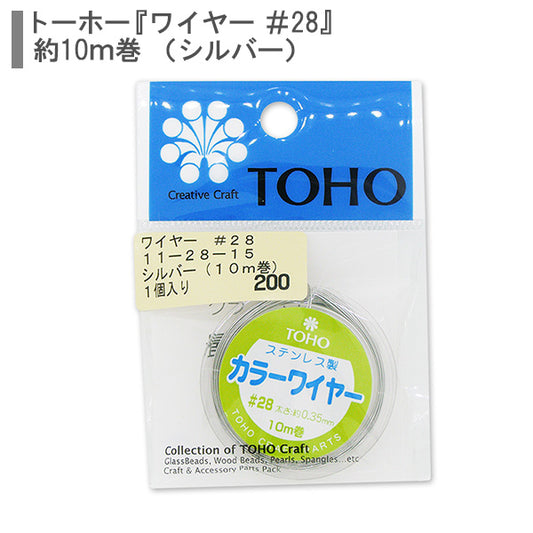 トーホー『ワイヤー #28』
約10m巻 （シルバー）
Creative Craft
TOHO
ワイヤー #28
11-28-15
シルバー（10m巻）
1個入り
200
TOHO
ステンレス製
カラーワイヤー
#28 太さ:約0.35mm
10m巻
Collection of TOHO Craft
GlassBeads, Wood Beads, Pearls, Spangles...etc
Craft & Accessory Parts Pack